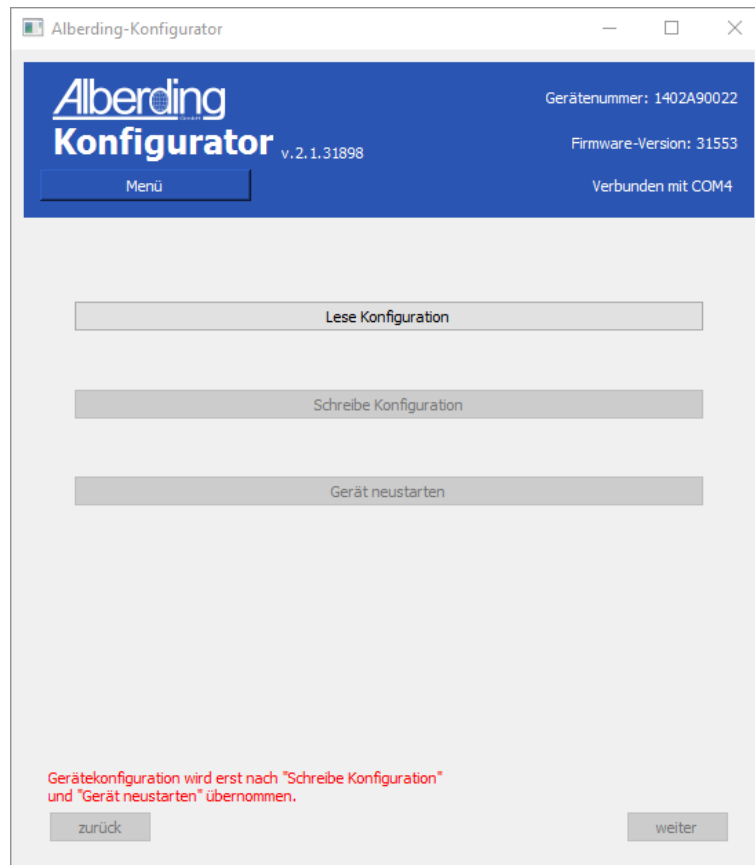 Alberding-Konfigurator
Alberding
GmbH
Konfigurator v.2.1.31898
Menü
Gerätenummer: 1402A90022
Firmware-Version: 31553
Verbunden mit COM4
Lese Konfiguration
Schreibe Konfiguration
Gerät neustarten
Gerätekonfiguration wird erst nach "Schreibe Konfiguration"
und "Gerät neustarten" übernommen.
zurück
weiter